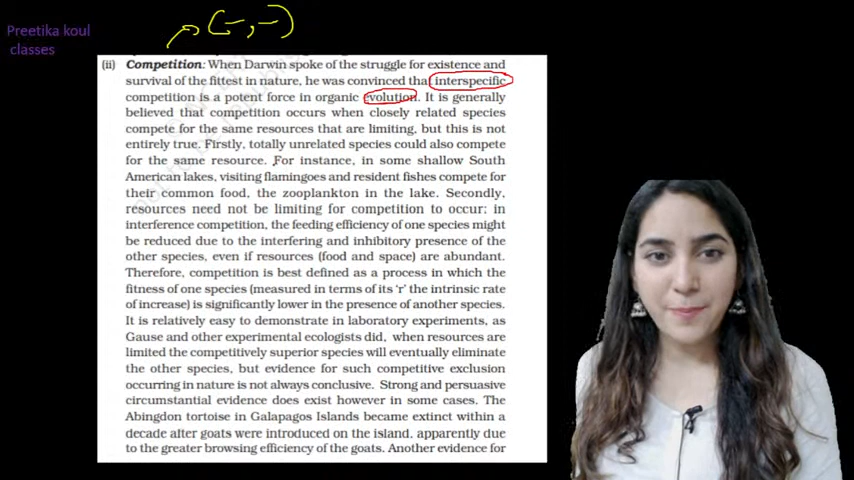 Preetika koul
classes
(-, -)
(ii) Competition: When Darwin spoke of the struggle for existence and
survival of the fittest in nature, he was convinced that interspecific
competition is a potent force in organic evolution. It is generally
believed that competition occurs when closely related species
compete for the same resources that are limiting, but this is not
entirely true. Firstly, totally unrelated species could also compete
for the same resource. For instance, in some shallow South
American lakes, visiting flamingoes and resident fishes compete for
their common food, the zooplankton in the lake. Secondly,
resources need not be limiting for competition to occur; in
interference competition, the feeding efficiency of one species might
be reduced due to the interfering and inhibitory presence of the
other species, even if resources (food and space) are abundant.
Therefore, competition is best defined as a process in which the
fitness of one species (measured in terms of its 'r' the intrinsic rate
of increase) is significantly lower in the presence of another species.
It is relatively easy to demonstrate in laboratory experiments, as
Gause and other experimental ecologists did, when resources are
limited the competitively superior species will eventually eliminate
the other species, but evidence for such competitive exclusion
occurring in nature is not always conclusive. Strong and persuasive
circumstantial evidence does exist however in some cases. The
Abingdon tortoise in Galapagos Islands became extinct within a
decade after goats were introduced on the island, apparently due
to the greater browsing efficiency of the goats. Another evidence for